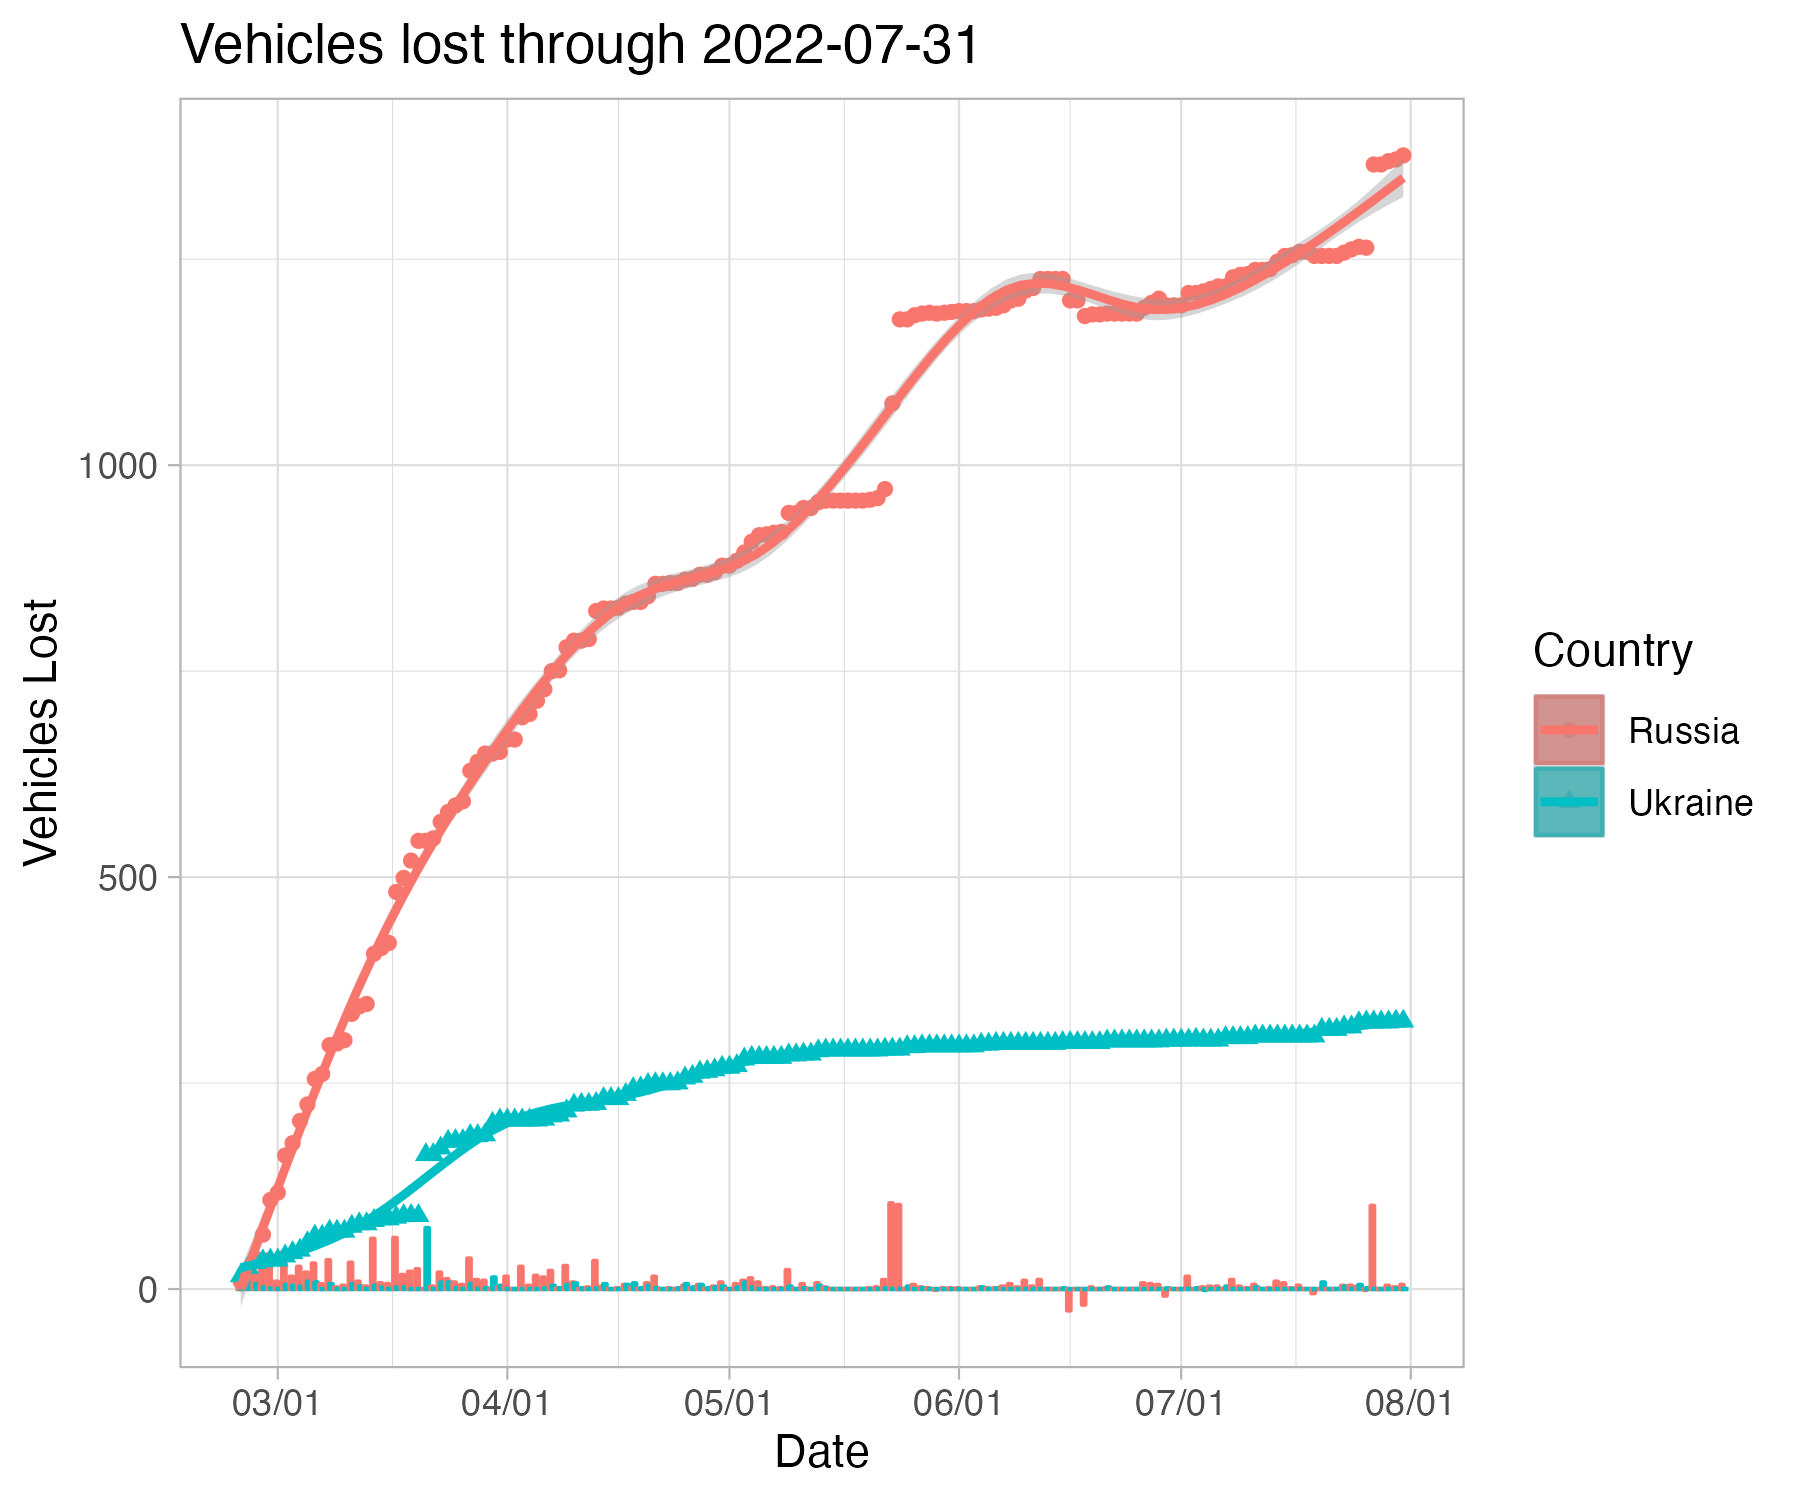 Vehicles lost through 2022-07-31
Vehicles Lost
1000
500
0
03/01 04/01 05/01 06/01 07/01 08/01
Date
Country
Russia
Ukraine